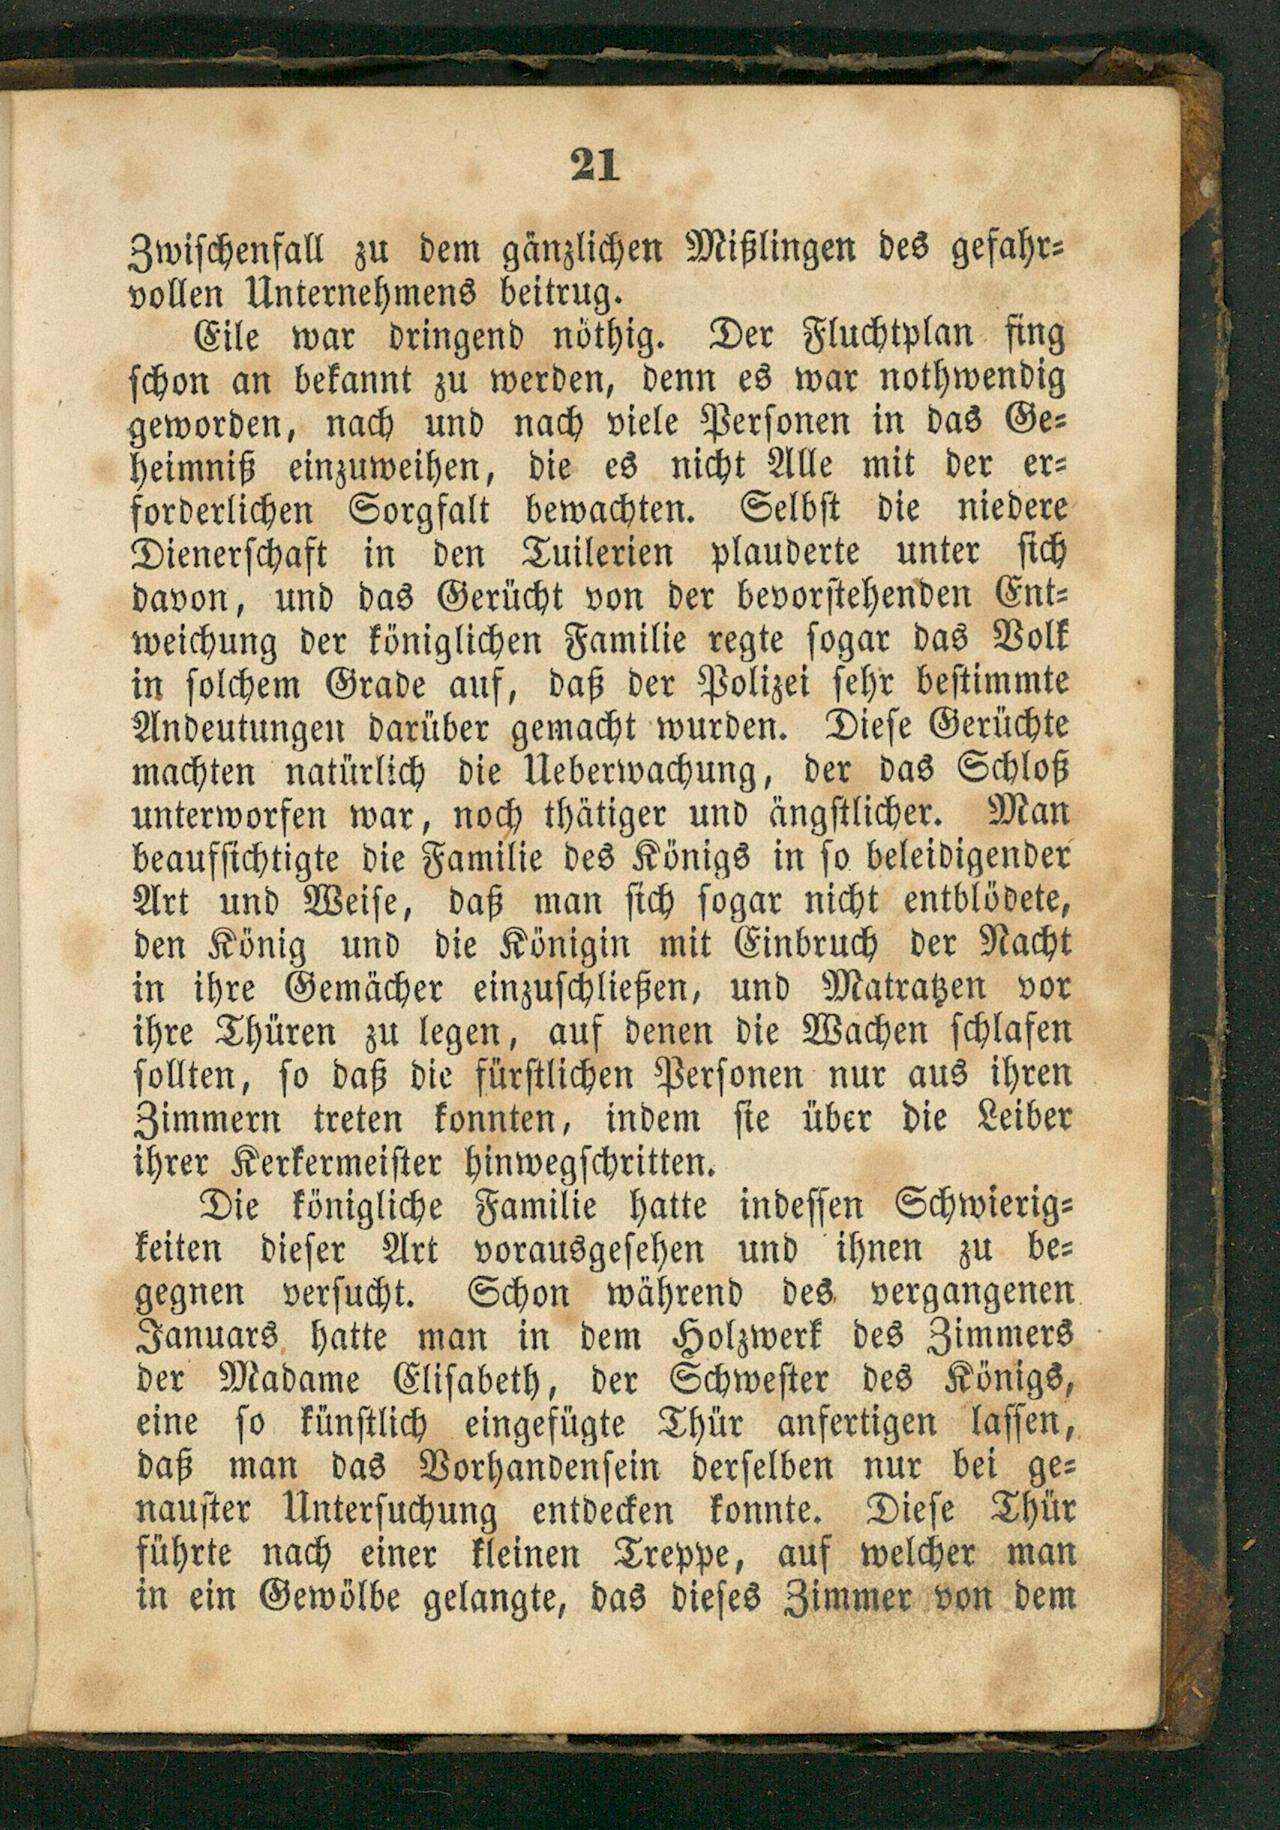 21
Zwischenfall zu dem gänzlichen Mißlingen des gefahr-
vollen Unternehmens beitrug.
Eile war dringend nöthig. Der Fluchtplan fing
schon an bekannt zu werden, denn es war nothwendig
geworden, nach und nach viele Personen in das Ge-
heimniß einzuweihen, die es nicht Alle mit der er-
forderlichen Sorgfalt bewachten. Selbst die niedere
Dienerschaft in den Tuilerien plauderte unter sich
davon, und das Gerücht von der bevorstehenden Ent-
weichung der königlichen Familie regte sogar das Volk
in solchem Grade auf, daß der Polizei sehr bestimmte
Andeutungen darüber gemacht wurden. Diese Gerüchte
machten natürlich die Ueberwachung, der das Schloß
unterworfen war, noch thätiger und ängstlicher. Man
beaufsichtigte die Familie des Königs in so beleidigender
Art und Weise, daß man sich sogar nicht entblödete,
den König und die Königin mit Einbruch der Nacht
in ihre Gemächer einzuschließen, und Matratzen vor
ihre Thüren zu legen, auf denen die Wachen schlafen
sollten, so daß die fürstlichen Personen nur aus ihren
Zimmern treten konnten, indem sie über die Leiber
ihrer Kerkermeister hinwegschritten.
Die königliche Familie hatte indessen Schwierig-
keiten dieser Art vorausgesehen und ihnen zu be-
gegnen versucht. Schon während des vergangenen
Januars hatte man in dem Holzwerk des Zimmers
der Madame Elisabeth, der Schwester des Königs,
eine so künstlich eingefügte Thür anfertigen lassen,
daß man das Vorhandensein derselben nur bei ge-
nauster Untersuchung entdecken konnte. Diese Thür
führte nach einer kleinen Treppe, auf welcher man
in ein Gewölbe gelangte, das dieses Zimmer von dem